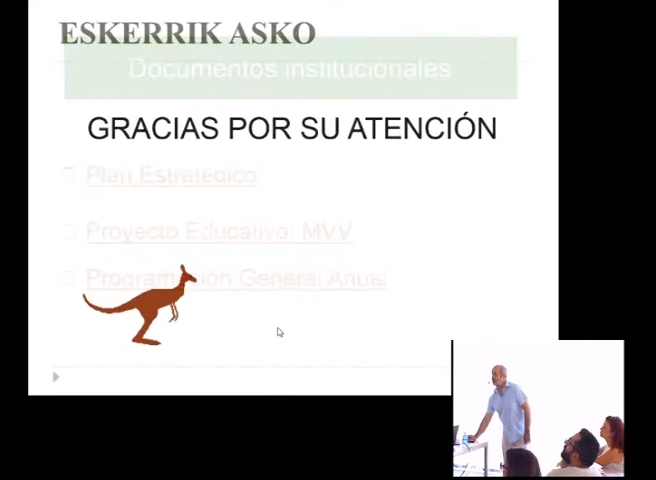 ESKERRIK ASKO
Documentos institucionales
GRACIAS POR SU ATENCIÓN
Plan Estrategico
Proyecto Educativo: MVV
Programación General Anual